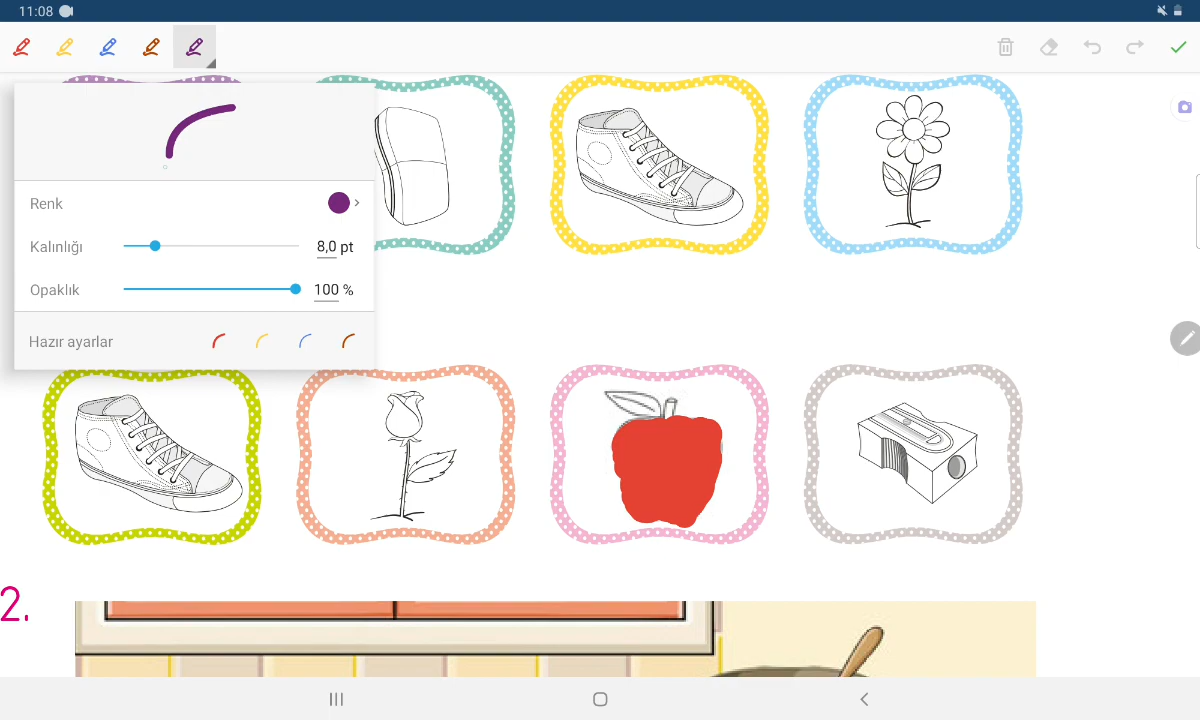 11:08
Renk
Kalınlığı 8,0 pt
Opaklık 100 %
Hazır ayarlar
2.